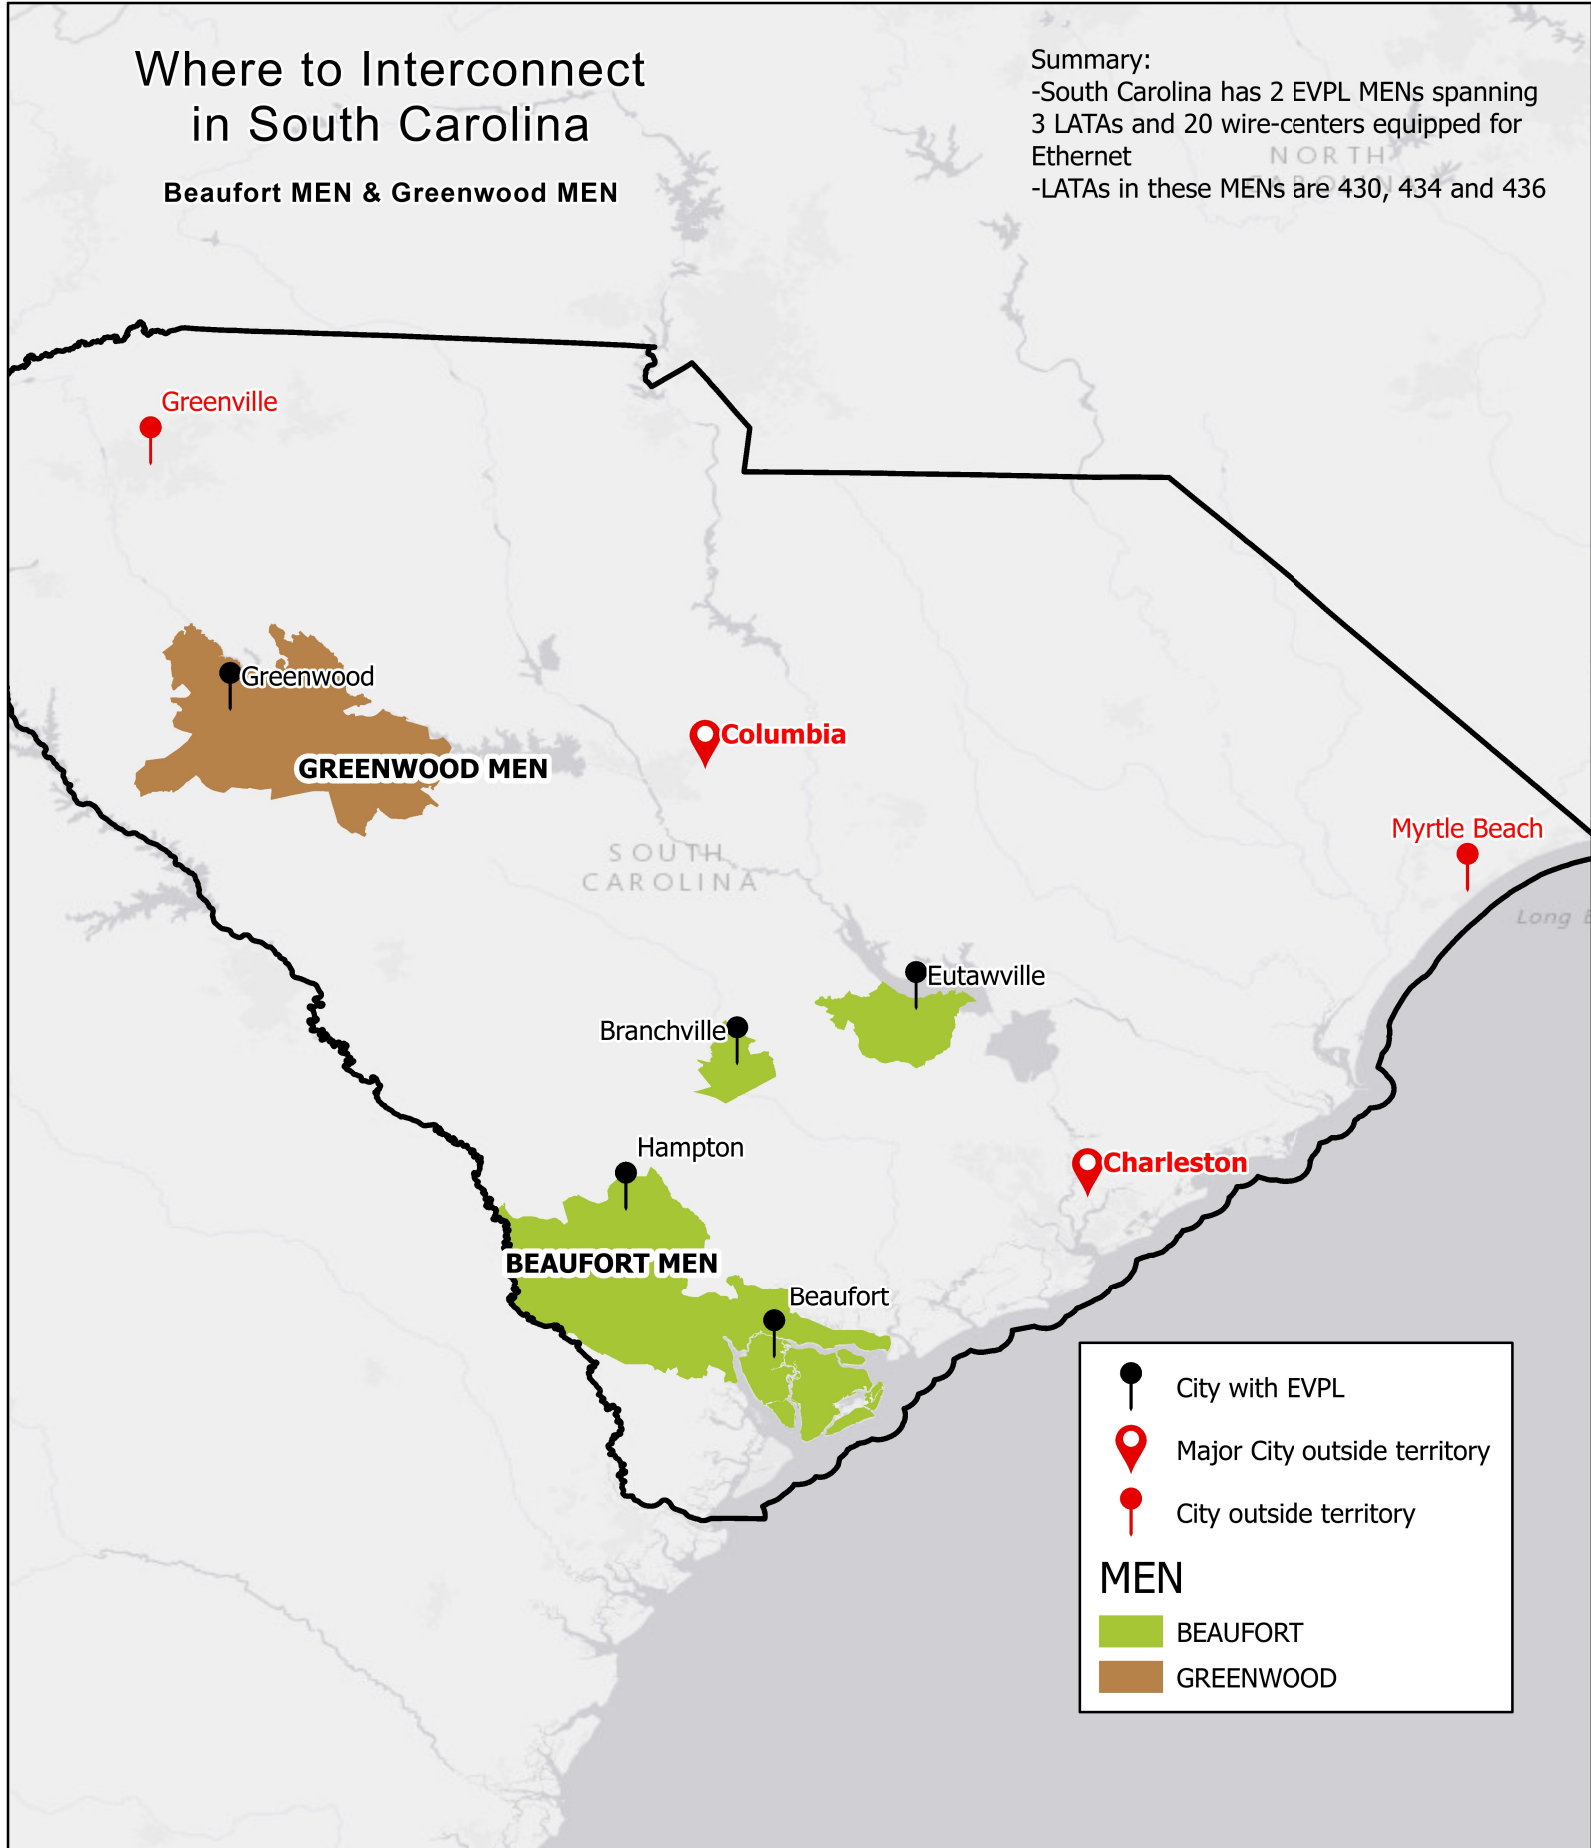 Where to Interconnect
in South Carolina
Beaufort MEN & Greenwood MEN
Summary:
-South Carolina has 2 EVPL MENs spanning
3 LATAs and 20 wire-centers equipped for
Ethernet
-LATAs in these MENs are 430, 434 and 436
NORTH
CAROLINA
Greenville
Greenwood
GREENWOOD MEN
Columbia
Myrtle Beach
SOUTH
CAROLINA
Long
Eutawville
Branchville
Hampton
Charleston
BEAUFORT MEN
Beaufort
City with EVPL
Major City outside territory
City outside territory
MEN
BEAUFORT
GREENWOOD